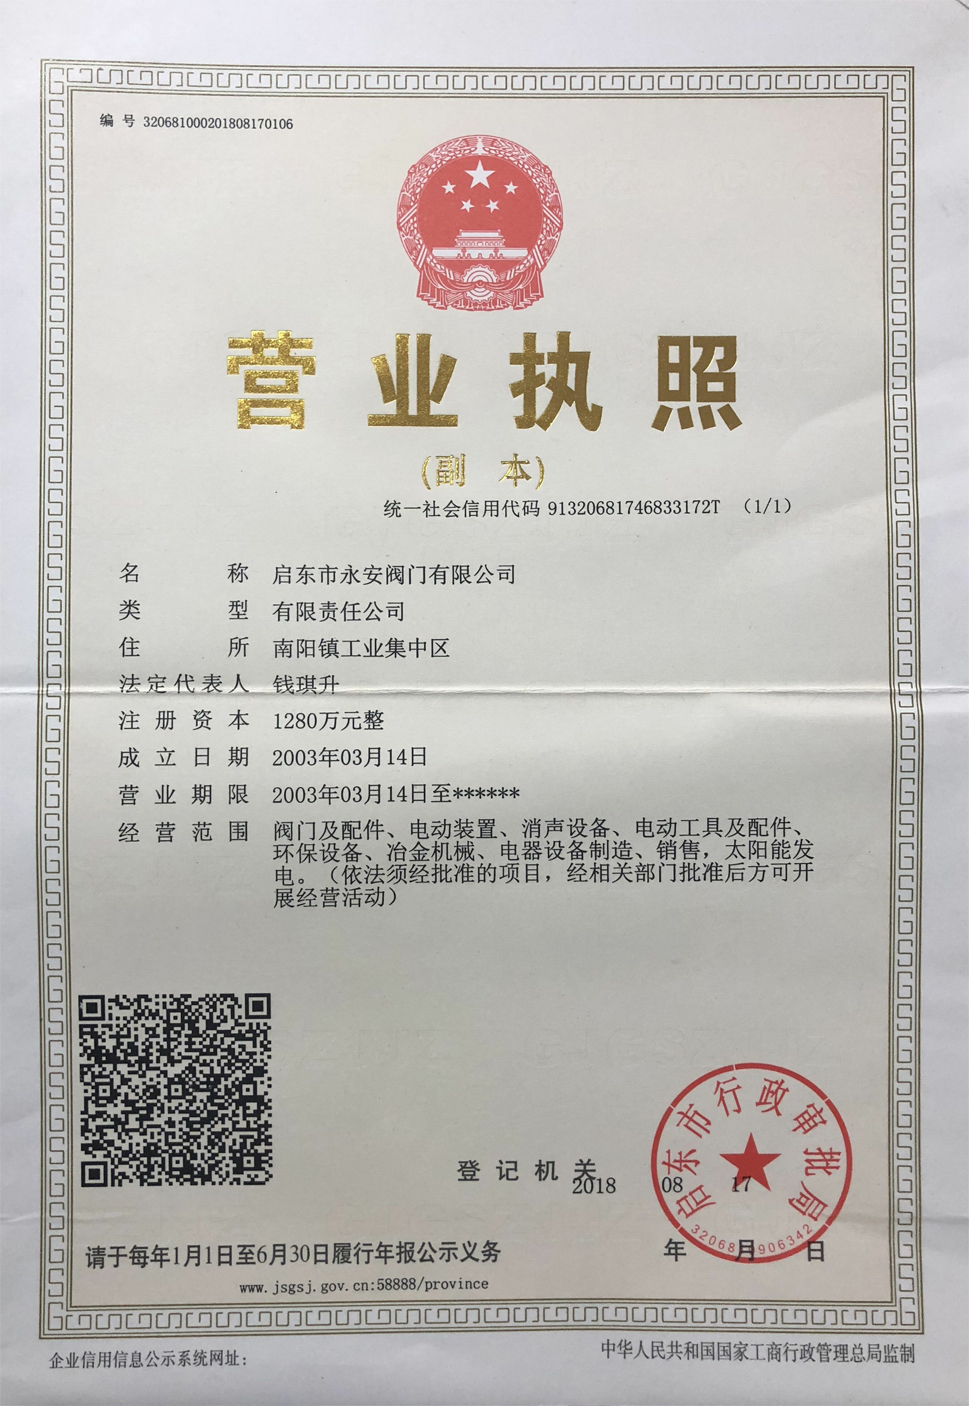 编 号 320681000201808170106
营业执照
(副 本)
统一社会信用代码 91320681746833172T （1/1）
名 称 启东市永安阀门有限公司
类 型 有限责任公司
住 所 南阳镇工业集中区
法定代表人 钱琪升
注册资本 1280万元整
成立日期 2003年03月14日
营业期限 2003年03月14日至******
经营范围 阀门及配件、电动装置、消声设备、电动工具及配件、
环保设备、冶金机械、电器设备制造、销售，太阳能发
电。（依法须经批准的项目，经相关部门批准后方可开
展经营活动）
启东市行政审批局
登记机关
2018 08 17
年 月 日
请于每年1月1日至6月30日履行年报公示义务
www.jsgsj.gov.cn:58888/province
企业信用信息公示系统网址：
中华人民共和国国家工商行政管理总局监制